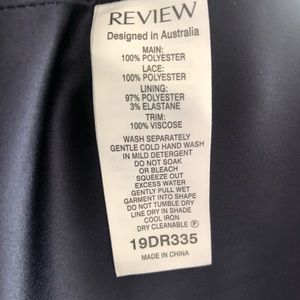 REVIEW
Designed in Australia
MAIN:
100% POLYESTER
LACE:
100% POLYESTER
LINING:
97% POLYESTER
3% ELASTANE
TRIM:
100% VISCOSE
WASH SEPARATELY
GENTLE COLD HAND WASH
IN MILD DETERGENT
DO NOT SOAK
OR BLEACH
SQUEEZE OUT
EXCESS WATER
GENTLY PULL WET
GARMENT INTO SHAPE
DO NOT TUMBLE DRY
LINE DRY IN SHADE
COOL IRON
DRY CLEANABLE Ⓟ
19DR335
MADE IN CHINA